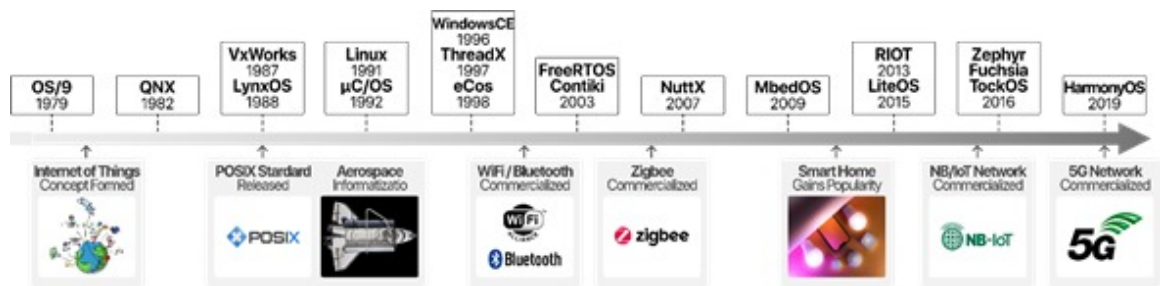 OS/9
1979
QNX
1982
VxWorks
1987
LynxOS
1988
Linux
1991
µC/OS
1992
WindowsCE
1996
ThreadX
1997
eCos
1998
FreeRTOS
Contiki
2003
NuttX
2007
MbedOS
2009
RIOT
2013
LiteOS
2015
Zephyr
Fuchsia
TockOS
2016
HarmonyOS
2019
Internet of Things
Concept Formed
POSIX Stardard
Released
POSIX
Aerospace
Informatizatio
WiFi / Bluetooth
Commercialized
Wi Fi
Bluetooth
Zigbee
Commercialized
zigbee
Smart Home
Gains Popularity
NB/IoT Network
Commercialized
NB-IoT
5G Network
Commercialized
5G